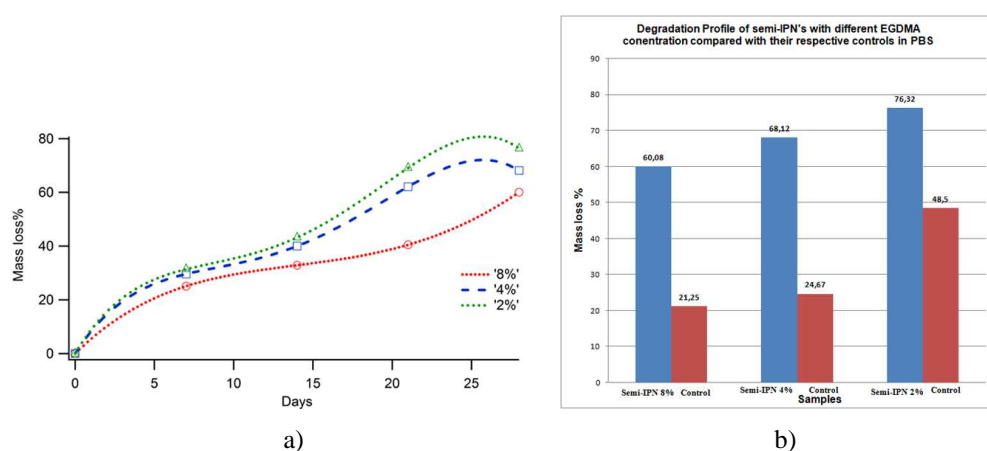 80
60
40
20
0
Mass loss%
0
5
10
15
20
25
Days
'8%'
'4%'
'2%'
a)
Degradation Profile of semi-IPN's with different EGDMA
conentration compared with their respective controls in PBS
90
80
70
60
50
40
30
20
10
0
Mass loss %
60,08
21,25
68,12
24,67
76,32
48,5
Semi-IPN 8% Control
Semi-IPN 4% Control
Semi-IPN 2% Control
Samples
b)